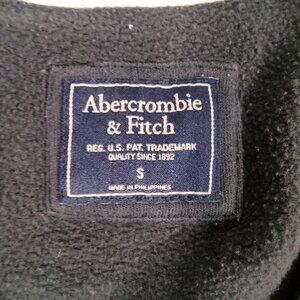 Abercrombie
& Fitch
REG. U.S. PAT. TRADEMARK
QUALITY SINCE 1892
S
MADE IN PHILIPPINES